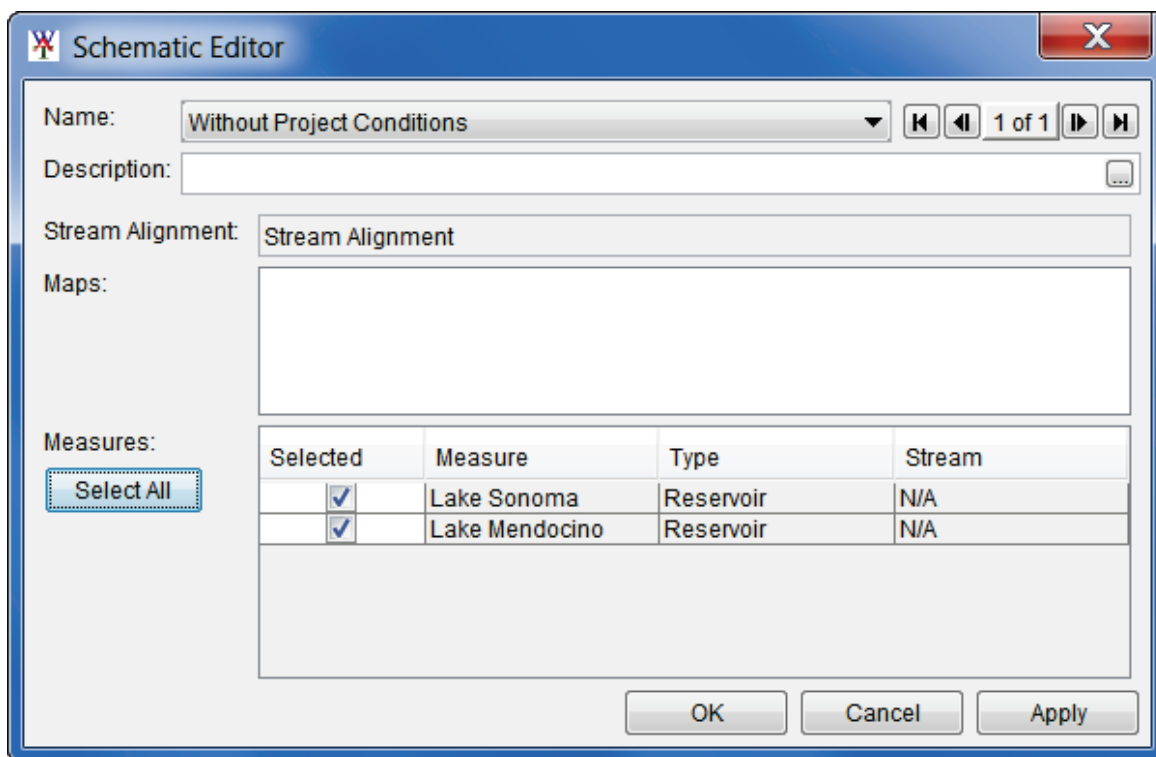 Schematic Editor
Name: Without Project Conditions 1 of 1
Description: ...
Stream Alignment: Stream Alignment
Maps:
Measures:
Select All
Selected Measure Type Stream
Lake Sonoma Reservoir N/A
Lake Mendocino Reservoir N/A
OK Cancel Apply